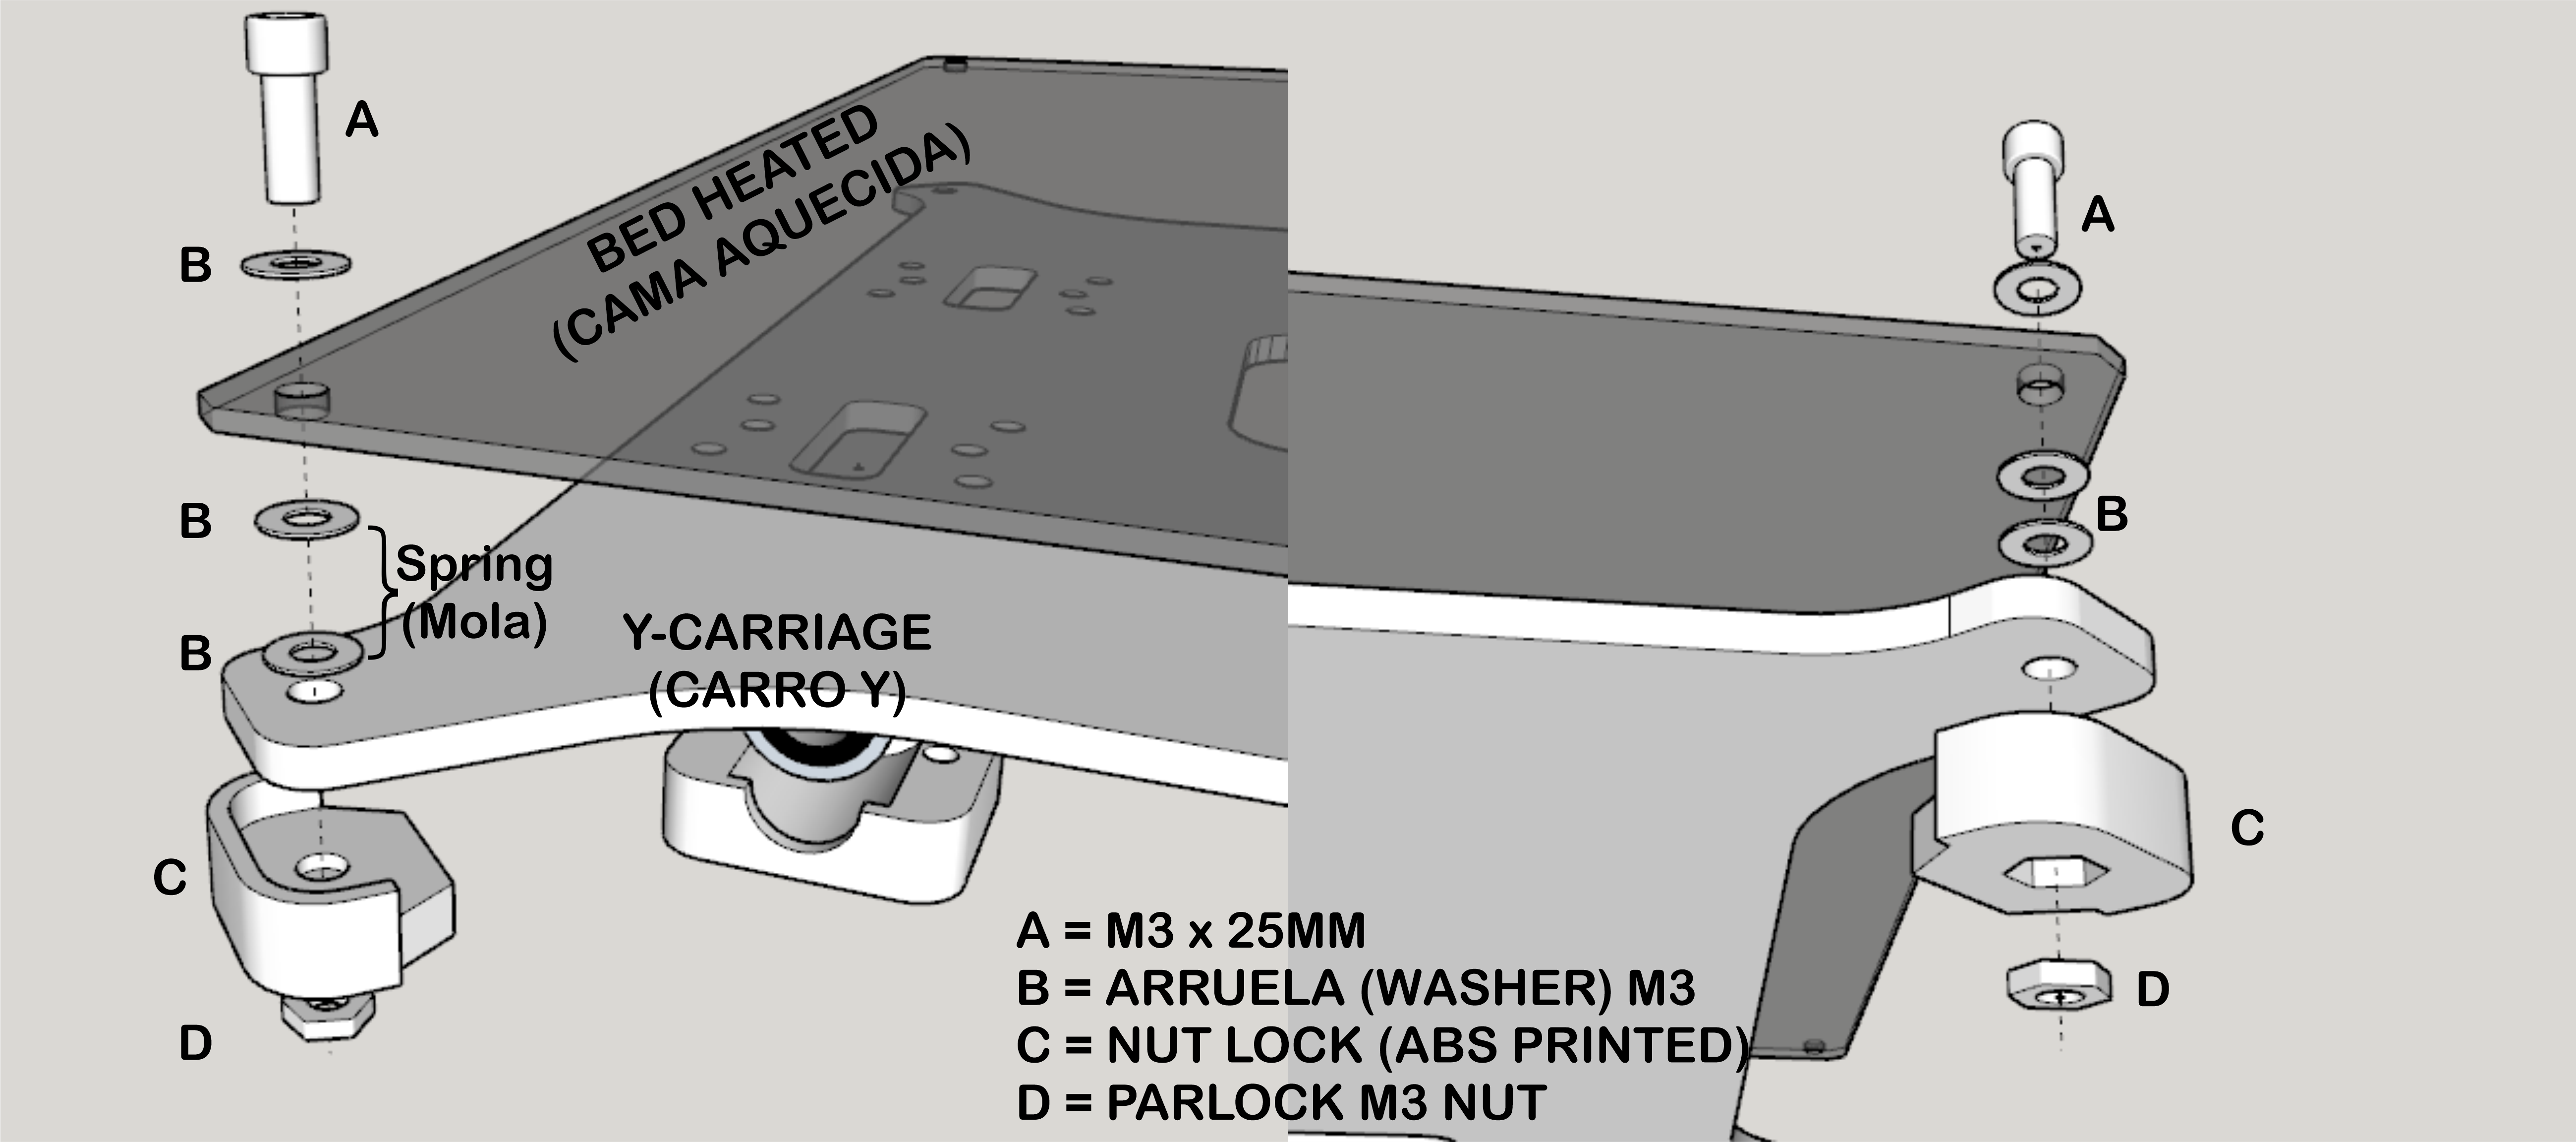 A
B
BED HEATED
(CAMA AQUECIDA)
A
B
Spring
(Mola)
B
B
Y-CARRIAGE
(CARRO Y)
C
C
D
D
A = M3 x 25MM
B = ARRUELA (WASHER) M3
C = NUT LOCK (ABS PRINTED)
D = PARLOCK M3 NUT